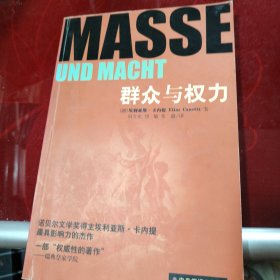 MASSE
UND MACHT
群众与权力
埃利亚斯·卡内提 Elias Canetti 著
诺贝尔文学奖得主埃利亚斯·卡内提
最具影响力的杰作
一部“权威性的著作”
——瑞典皇家学院